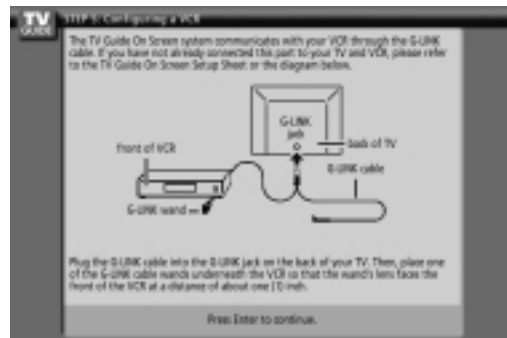 TV
GUIDE
STEP 3: Configuring a VCR
The TV Guide On Screen system communicates with your VCR through the G-LINK
cable. If you have not already connected this part to your TV and VCR, please refer
to the TV Guide On Screen Setup Sheet or the diagram below.
G-LINK
jack
front of VCR
back of TV
G-LINK cable
G-LINK wand
Plug the G-LINK cable into the G-LINK jack on the back of your TV. Then, place one
of the G-LINK cable wands underneath the VCR so that the wand's lens faces the
front of the VCR at a distance of about one (1) inch.
Press Enter to continue.